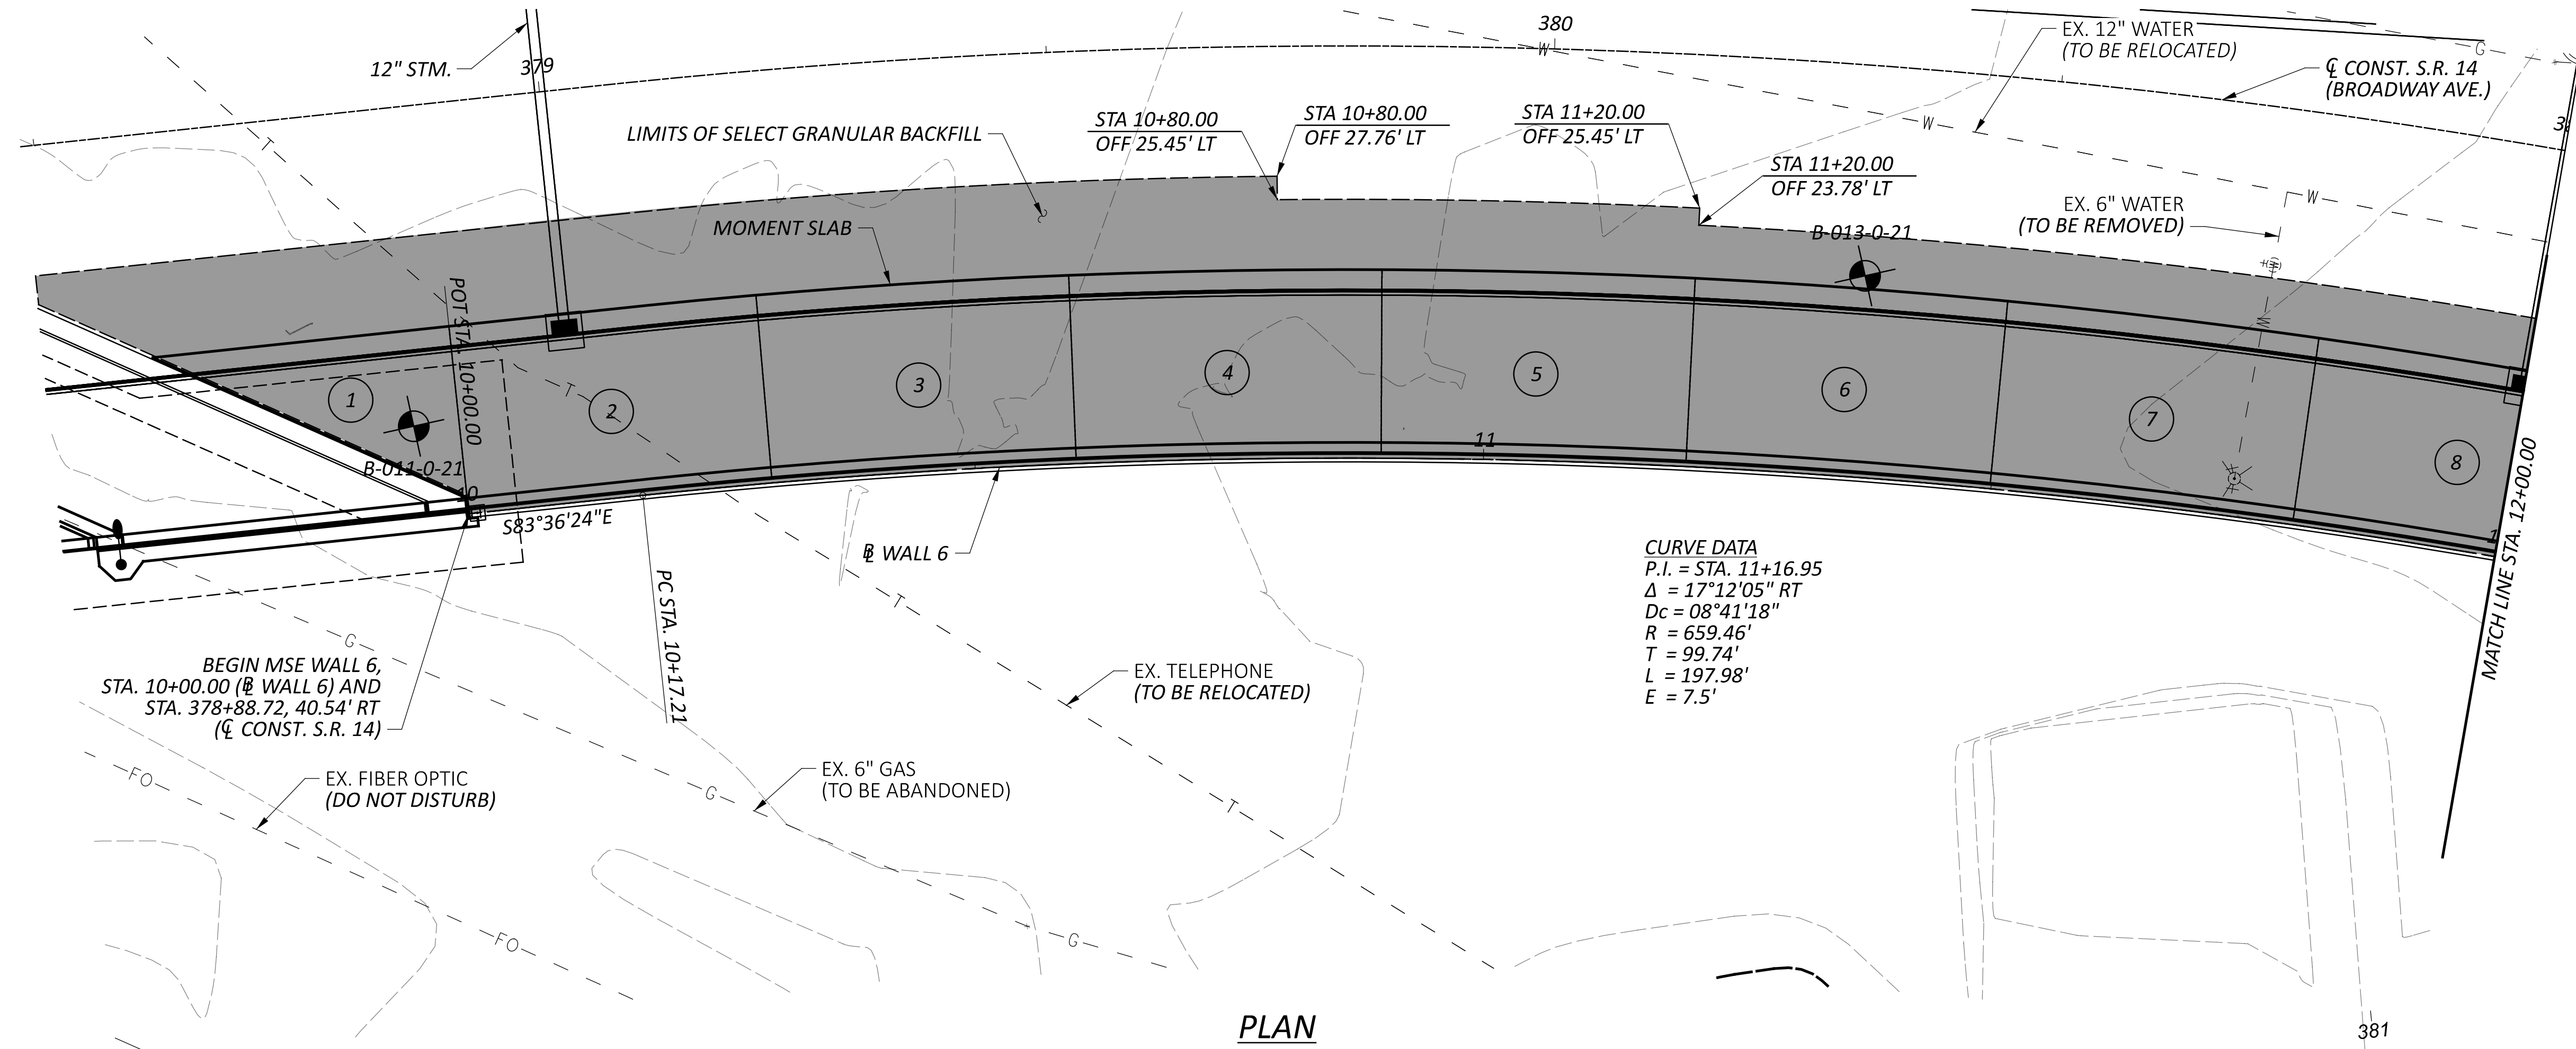 380
EX. 12" WATER
(TO BE RELOCATED)
12" STM.
379
℄ CONST. S.R. 14
(BROADWAY AVE.)
LIMITS OF SELECT GRANULAR BACKFILL
STA 10+80.00
OFF 25.45' LT
STA 10+80.00
OFF 27.76' LT
STA 11+20.00
OFF 25.45' LT
STA 11+20.00
OFF 23.78' LT
EX. 6" WATER
(TO BE REMOVED)
MOMENT SLAB
B-013-0-21
POT STA. 10+00.00
1
2
3
4
5
6
7
8
B-011-0-21
10
11
S83°36'24"E
℄ WALL 6
PC STA. 10+17.21
CURVE DATA
P.I. = STA. 11+16.95
Δ = 17°12'05" RT
Dc = 08°41'18"
R = 659.46'
T = 99.74'
L = 197.98'
E = 7.5'
MATCH LINE STA. 12+00.00
BEGIN MSE WALL 6,
STA. 10+00.00 (BL WALL 6) AND
STA. 378+88.72, 40.54' RT
(℄ CONST. S.R. 14)
EX. TELEPHONE
(TO BE RELOCATED)
EX. FIBER OPTIC
(DO NOT DISTURB)
EX. 6" GAS
(TO BE ABANDONED)
W
W
W
W
G
T
T
T
T
G
G
G
FO
FO
381
PLAN